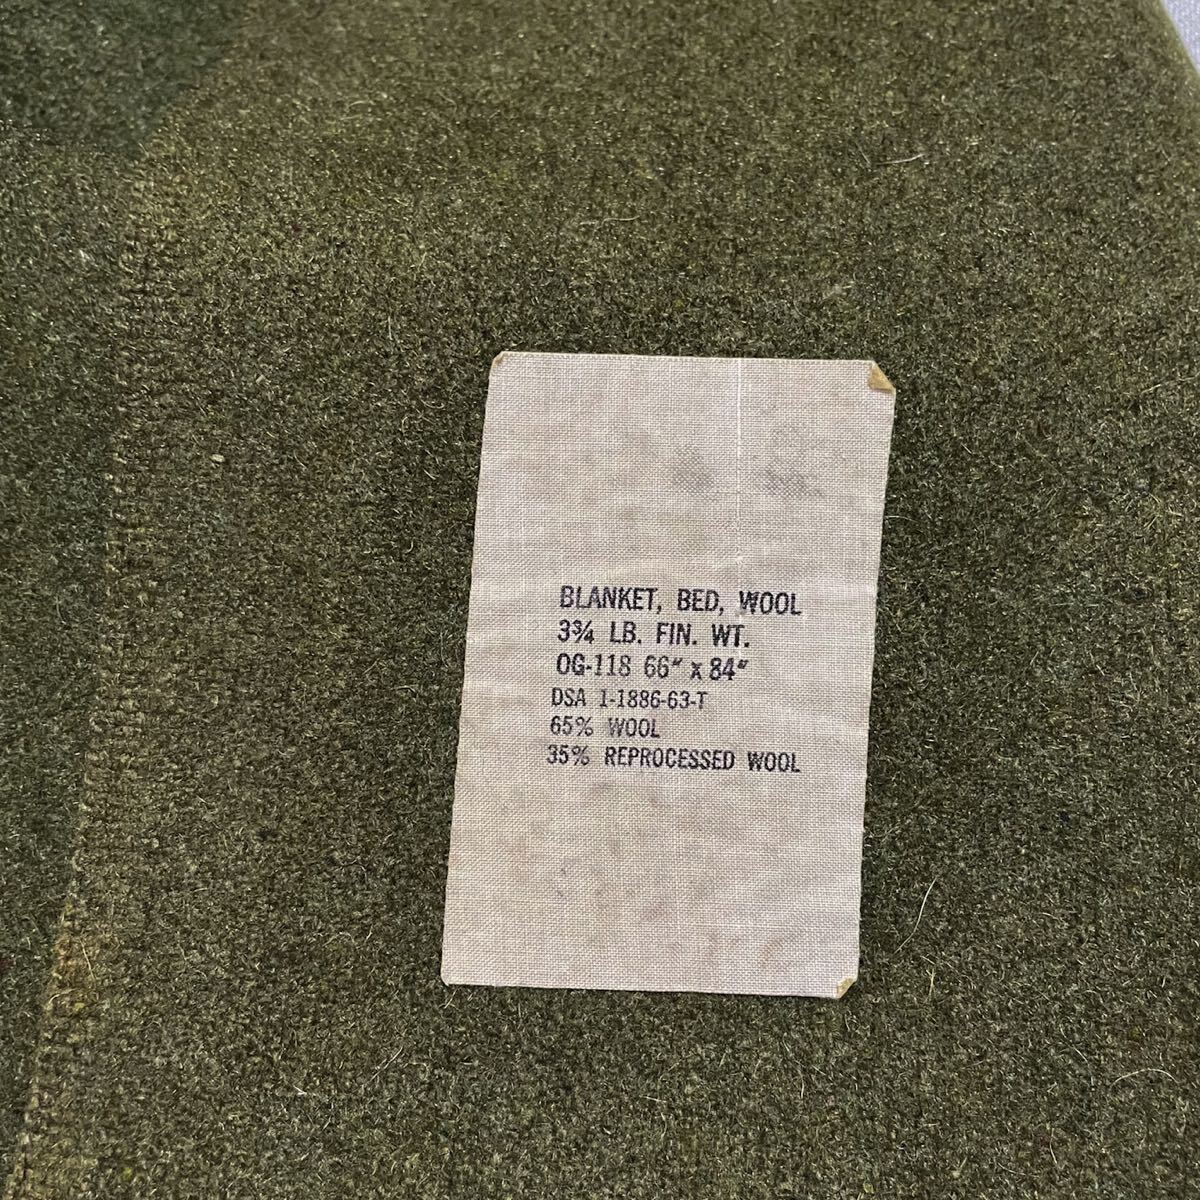 BLANKET, BED, WOOL
3¾ LB. FIN. WT.
OG-118 66" x 84"
DSA 1-1886-63-T
65% WOOL
35% REPROCESSED WOOL